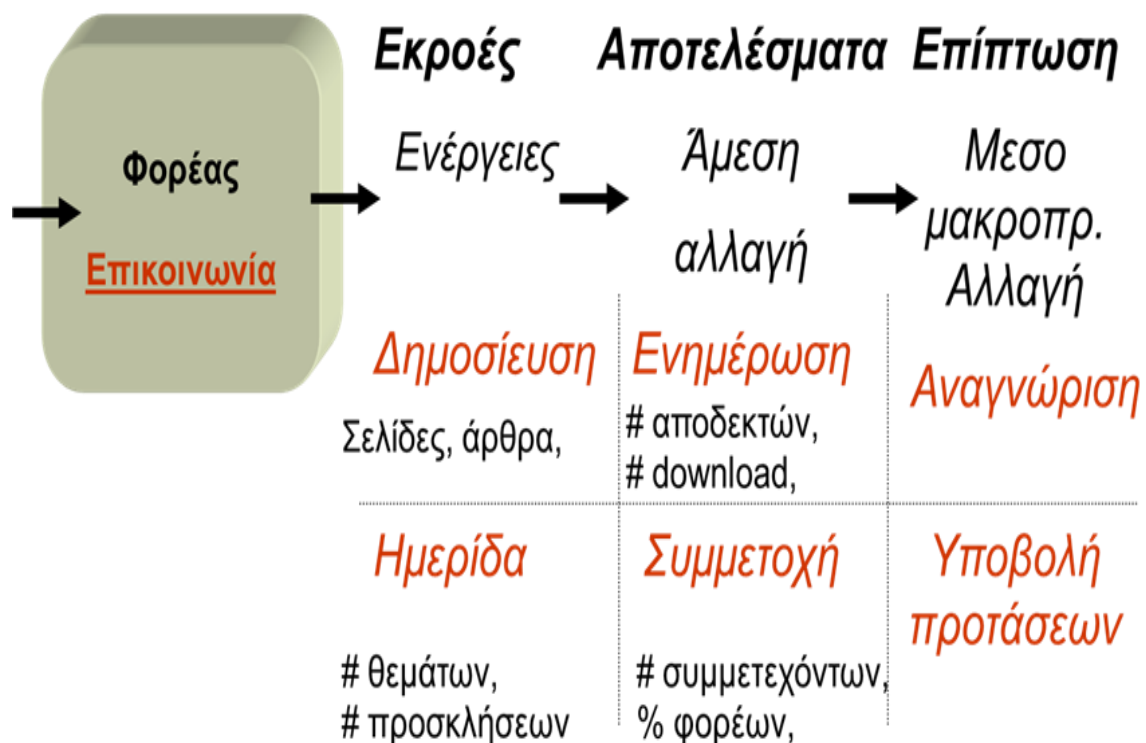 Φορέας
Επικοινωνία
Εκροές Αποτελέσματα Επίπτωση
Ενέργειες
Άμεση
αλλαγή
Μεσο
μακροπρ.
Αλλαγή
Δημοσίευση
Σελίδες, άρθρα,
Ενημέρωση
# αποδεκτών,
# download,
Αναγνώριση
Ημερίδα
# θεμάτων,
# προσκλήσεων
Συμμετοχή
# συμμετεχόντων,
% φορέων,
Υποβολή
προτάσεων